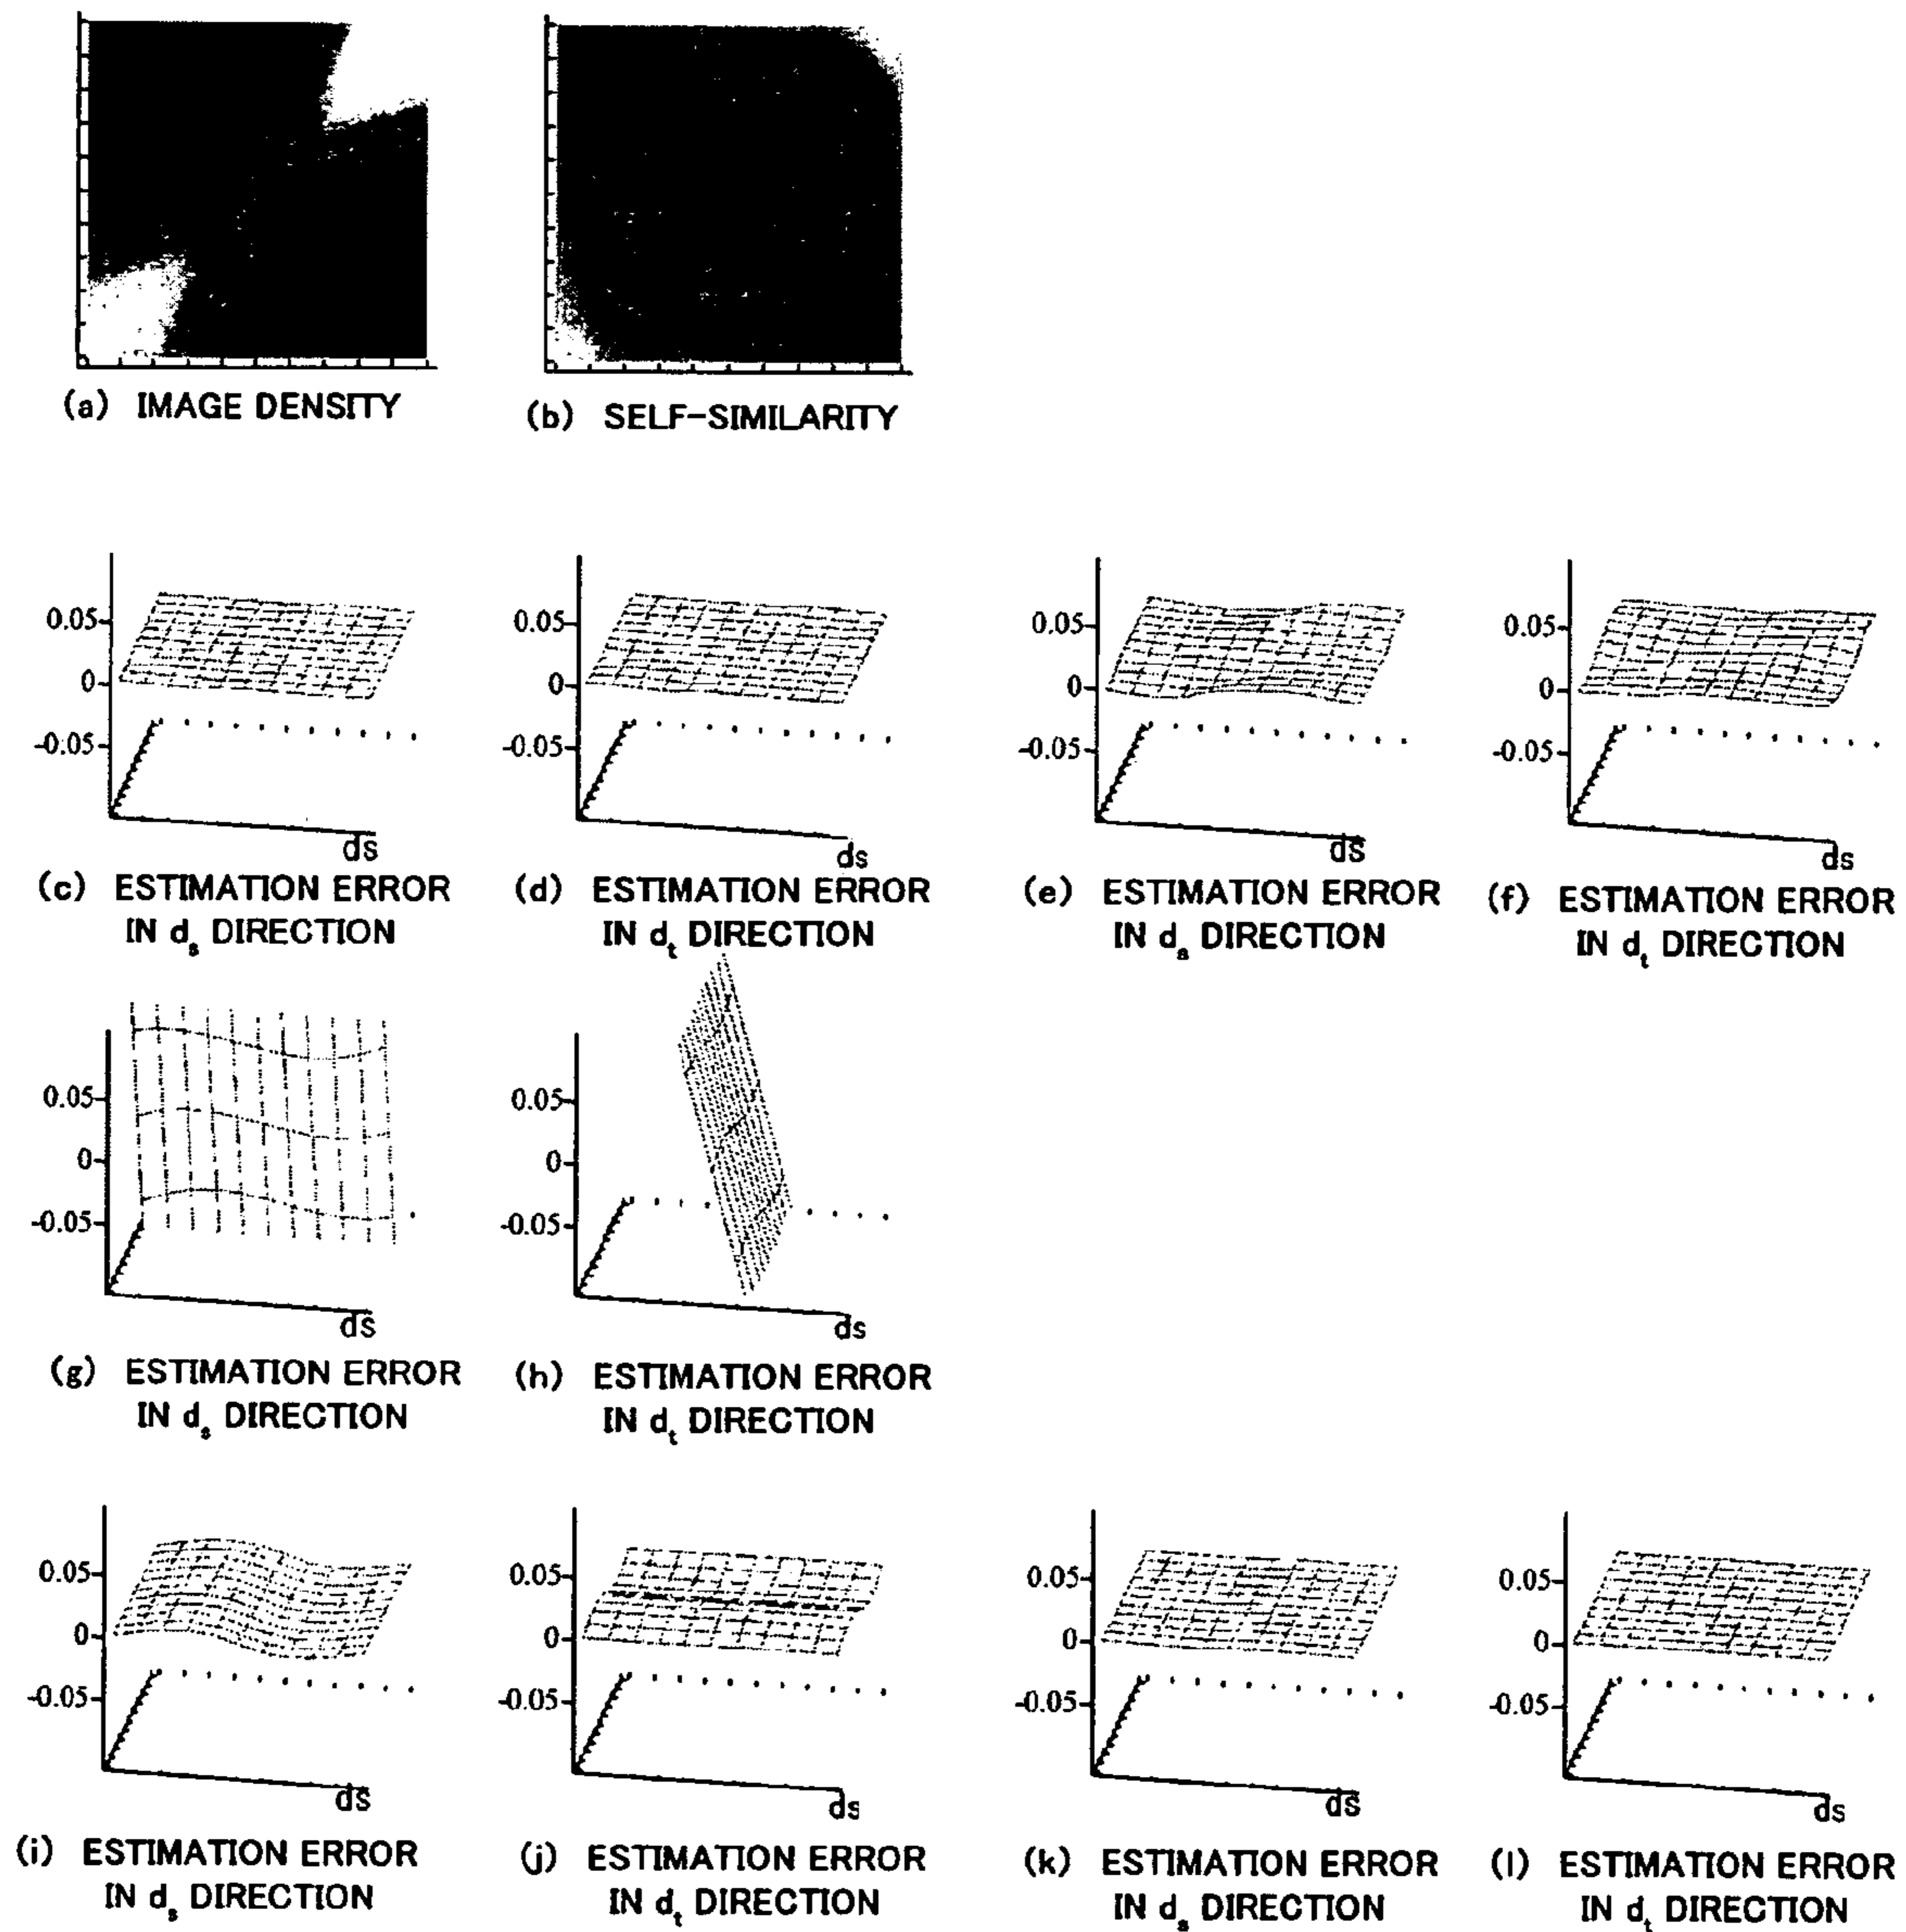 (a) IMAGE DENSITY
(b) SELF-SIMILARITY
0.05
0
-0.05
ds
(c) ESTIMATION ERROR
IN ds DIRECTION
0.05
0
-0.05
ds
(d) ESTIMATION ERROR
IN dt DIRECTION
0.05
0
-0.05
ds
(e) ESTIMATION ERROR
IN ds DIRECTION
0.05
0
-0.05
ds
(f) ESTIMATION ERROR
IN dt DIRECTION
0.05
0
-0.05
ds
(g) ESTIMATION ERROR
IN ds DIRECTION
0.05
0
-0.05
ds
(h) ESTIMATION ERROR
IN dt DIRECTION
0.05
0
-0.05
ds
(i) ESTIMATION ERROR
IN ds DIRECTION
0.05
0
-0.05
ds
(j) ESTIMATION ERROR
IN dt DIRECTION
0.05
0
-0.05
ds
(k) ESTIMATION ERROR
IN ds DIRECTION
0.05
0
-0.05
ds
(l) ESTIMATION ERROR
IN dt DIRECTION